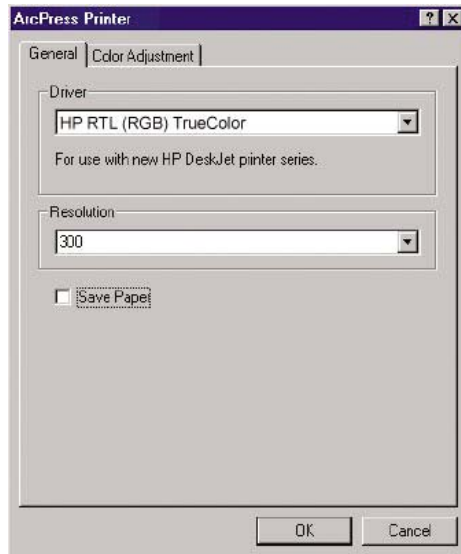 ArcPress Printer
General Color Adjustment
Driver
HP RTL (RGB) TrueColor
For use with new HP DeskJet printer series.
Resolution
300
Save Paper
OK Cancel